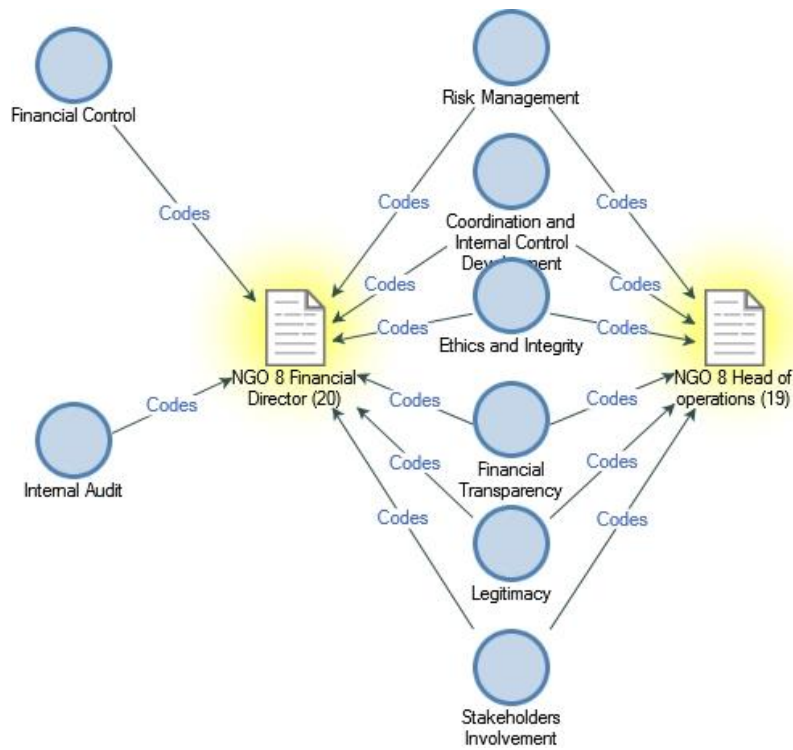 Financial Control
Risk Management
Codes
Codes
Codes
Coordination and
Internal Control
Development
Codes
Codes
Codes
Codes
Ethics and Integrity
NGO 8 Financial
Director (20)
NGO 8 Head of
operations (19)
Codes
Codes
Codes
Internal Audit
Financial
Transparency
Codes
Codes
Codes
Codes
Legitimacy
Stakeholders
Involvement